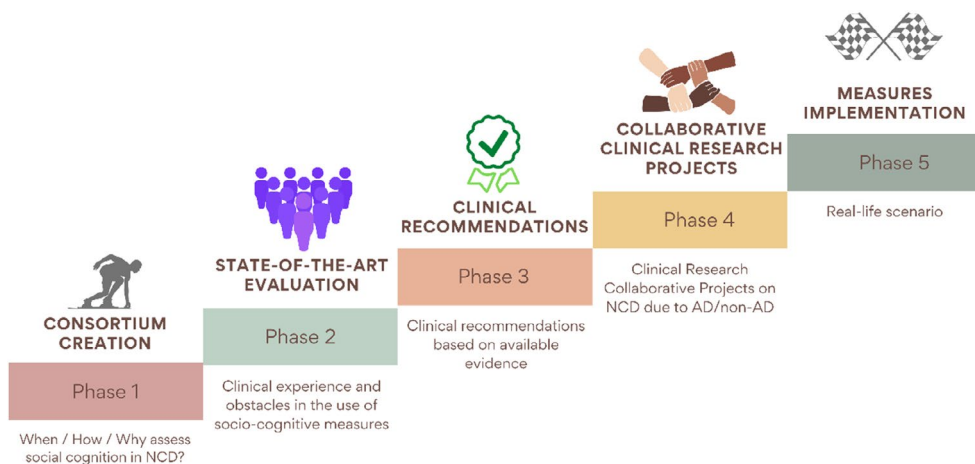 CONSORTIUM
CREATION
Phase 1
When / How / Why assess
social cognition in NCD?
STATE-OF-THE-ART
EVALUATION
Phase 2
Clinical experience and
obstacles in the use of
socio-cognitive measures
CLINICAL
RECOMMENDATIONS
Phase 3
Clinical recommendations
based on available
evidence
COLLABORATIVE
CLINICAL RESEARCH
PROJECTS
Phase 4
Clinical Research
Collaborative Projects on
NCD due to AD/non-AD
MEASURES
IMPLEMENTATION
Phase 5
Real-life scenario